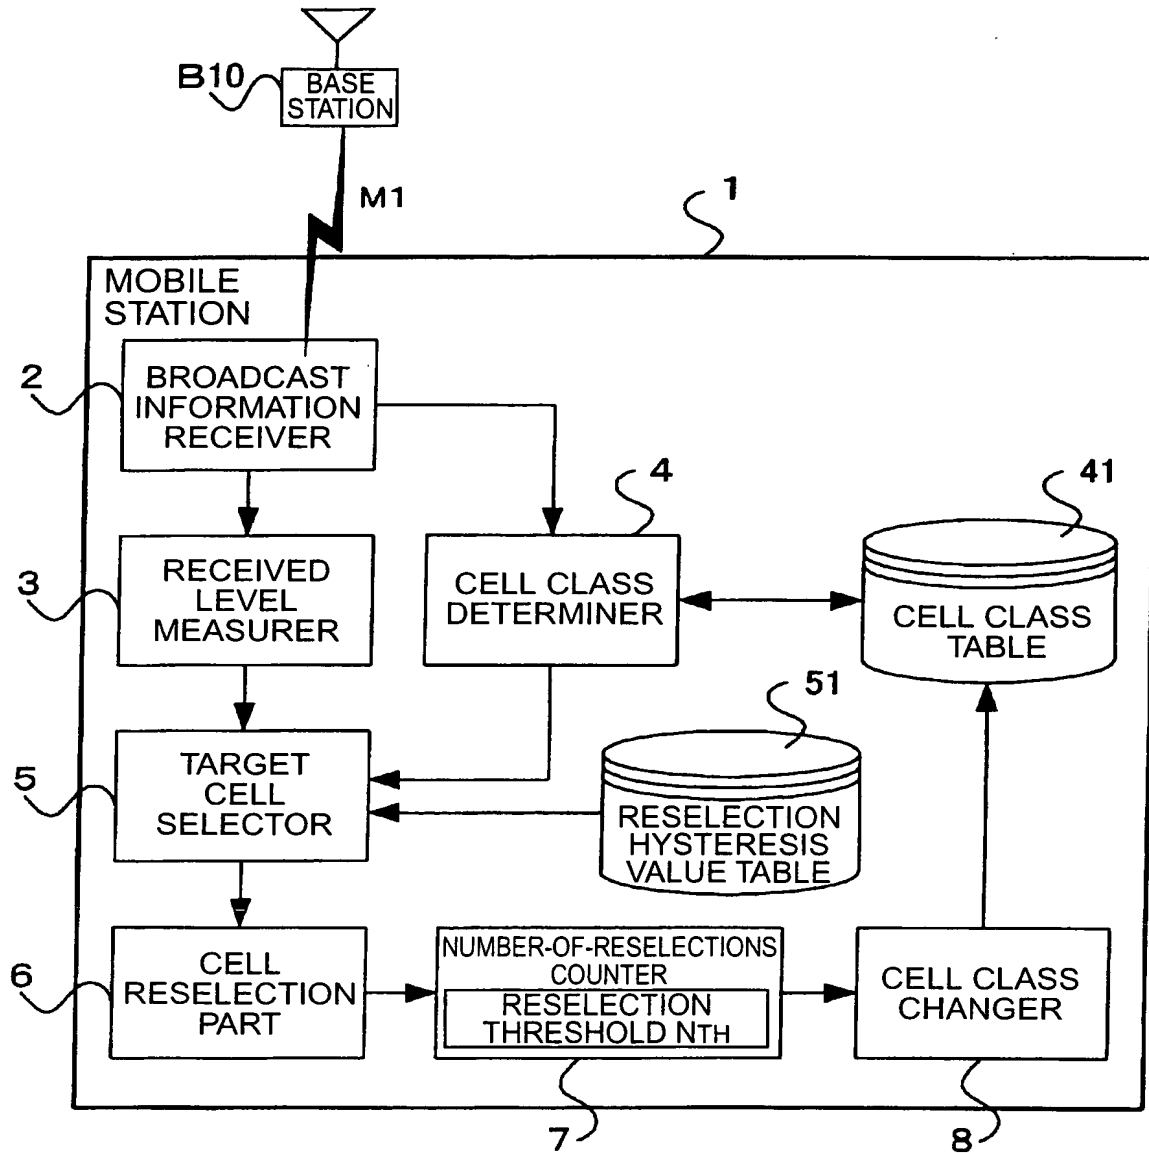 B10
BASE
STATION
M1
1
MOBILE
STATION
2
BROADCAST
INFORMATION
RECEIVER
4
41
3
RECEIVED
LEVEL
MEASURER
CELL CLASS
DETERMINER
CELL CLASS
TABLE
51
5
TARGET
CELL
SELECTOR
RESELECTION
HYSTERESIS
VALUE TABLE
6
CELL
RESELECTION
PART
NUMBER-OF-RESELECTIONS
COUNTER
RESELECTION
THRESHOLD NTH
CELL CLASS
CHANGER
7
8